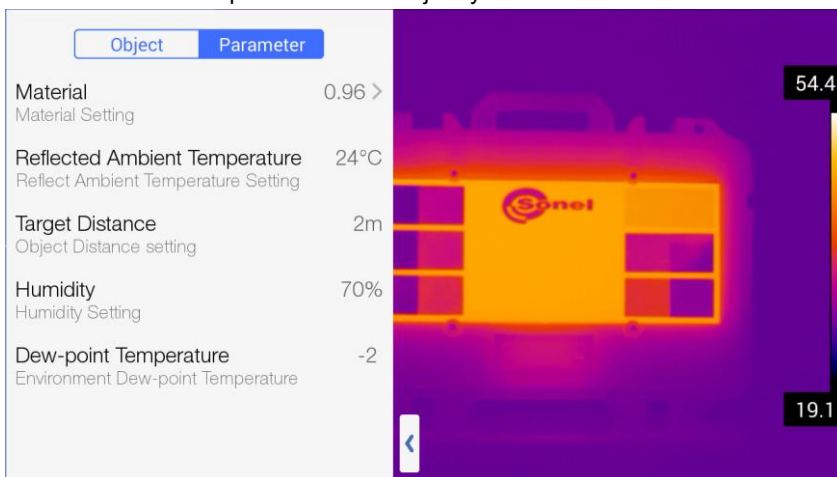 Object Parameter
Material 0.96 >
Material Setting
Reflected Ambient Temperature 24°C
Reflect Ambient Temperature Setting
Target Distance 2m
Object Distance setting
Humidity 70%
Humidity Setting
Dew-point Temperature -2
Environment Dew-point Temperature
54.4
Sonel
19.1